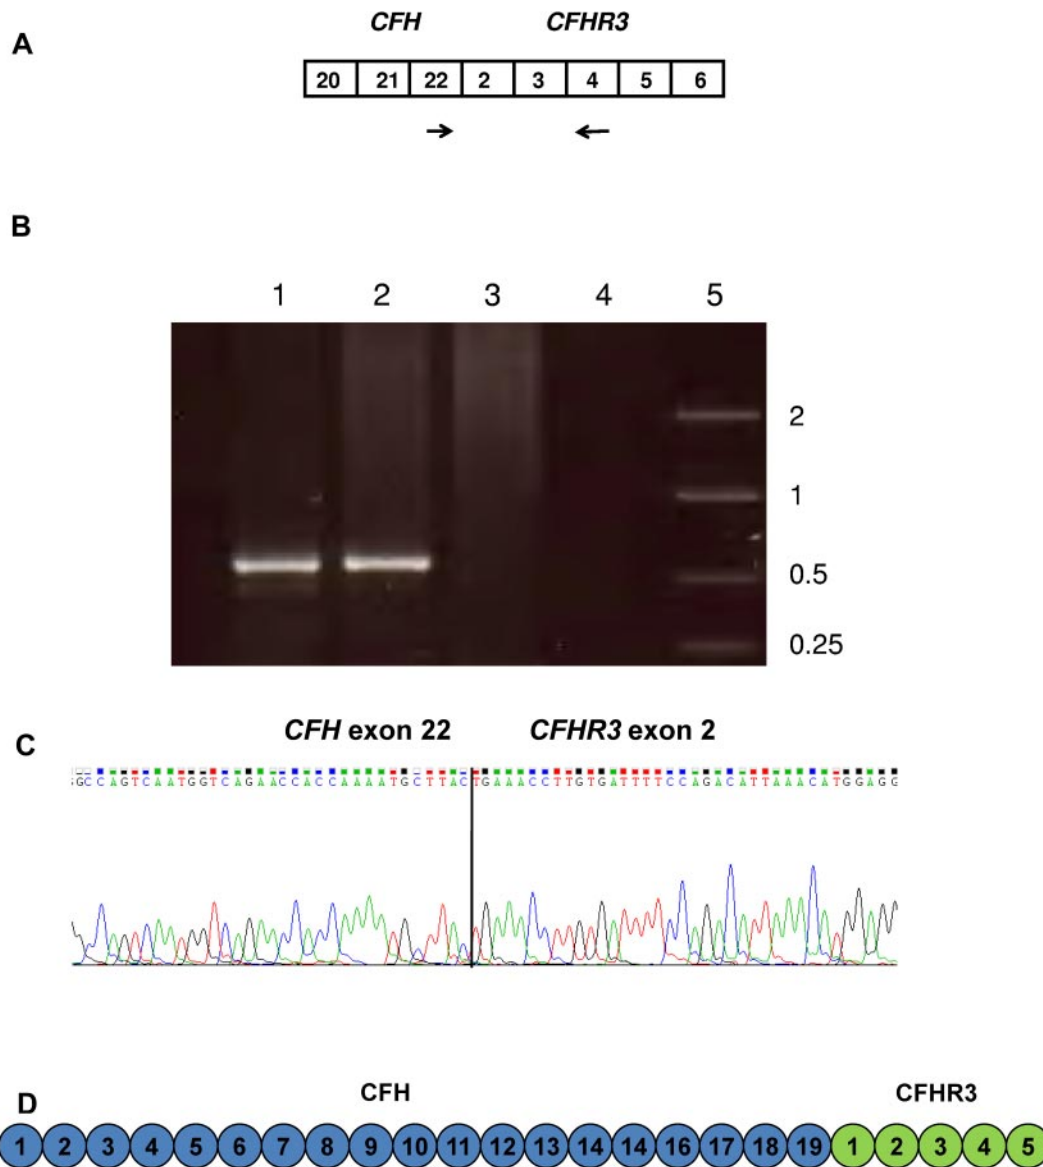 A
CFH CFHR3
20 21 22 2 3 4 5 6
B
1 2 3 4 5
2
1
0.5
0.25
C
CFH exon 22 CFHR3 exon 2
GCCAGTCAATGGTCAGAACCACCAAAATGCTTACTGAAACCTTGTGATTTTCCAGACATTAAACATGGAGG
D
CFH CFHR3
1 2 3 4 5 6 7 8 9 10 11 12 13 14 14 16 17 18 19 1 2 3 4 5